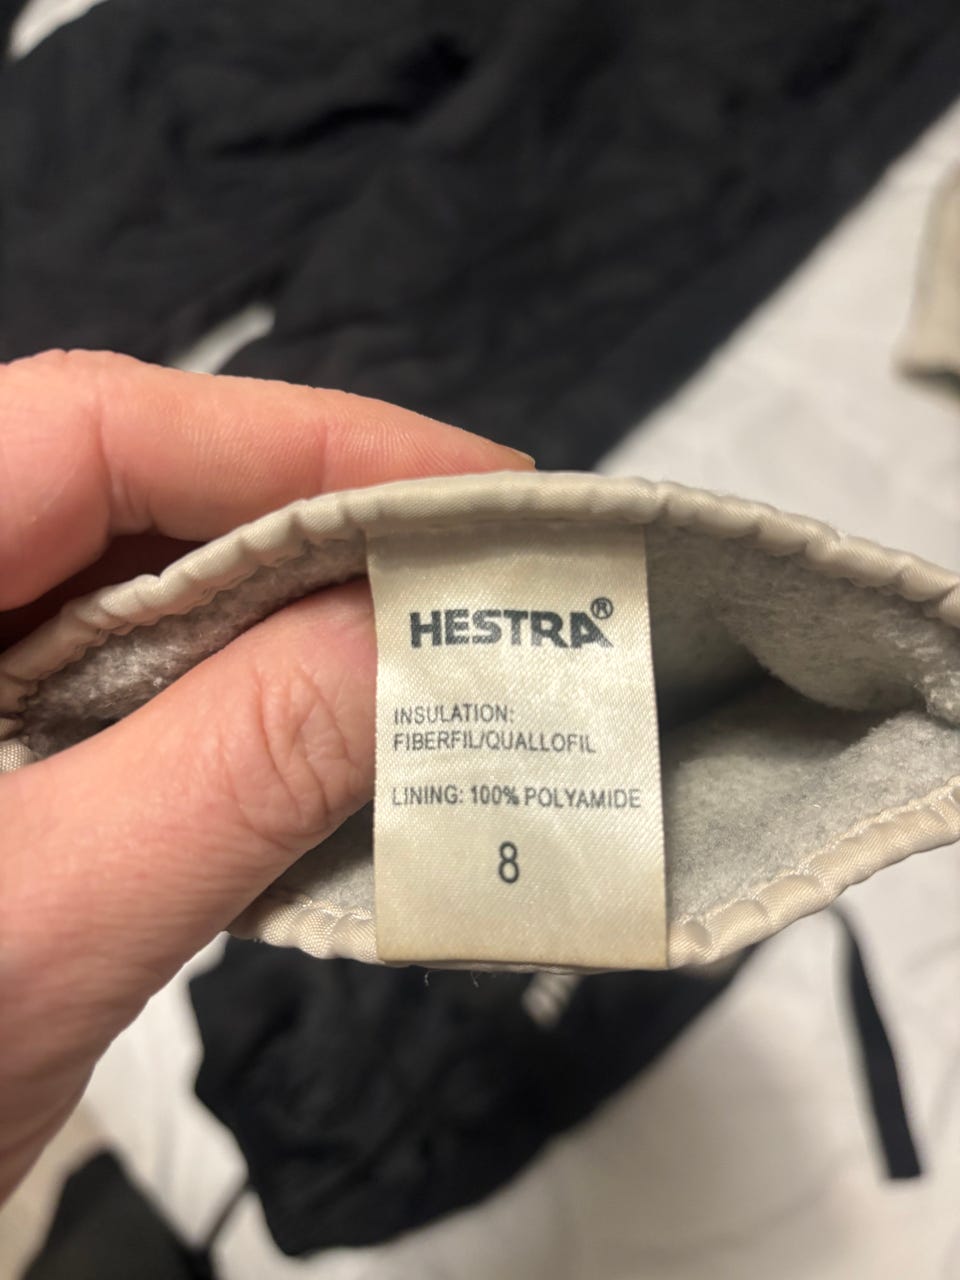 HESTRA®
INSULATION:
FIBERFIL/QUALLOFIL
LINING: 100% POLYAMIDE
8